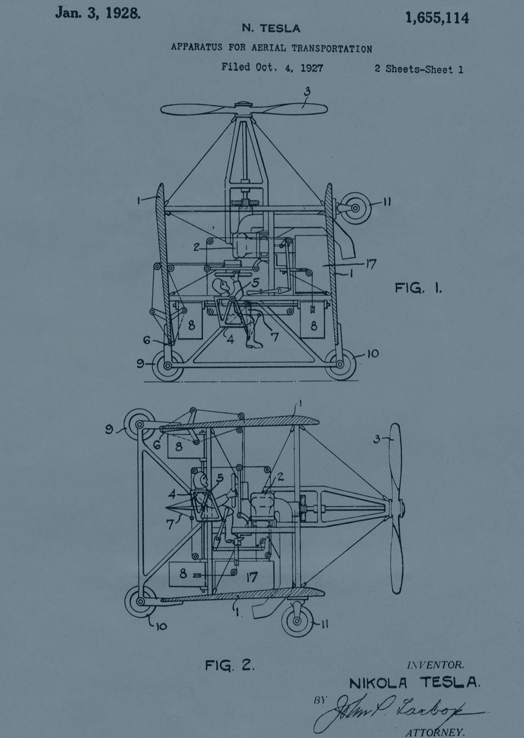 Jan. 3, 1928.
1,655,114
N. TESLA
APPARATUS FOR AERIAL TRANSPORTATION
Filed Oct. 4, 1927
2 Sheets-Sheet 1
3
1
11
2
17
5
1
FIG. 1.
8
8
6
4
7
9
10
9
1
6
8
3
2
4
5
7
8
17
10
1
11
FIG. 2.
INVENTOR.
NIKOLA TESLA.
BY
John P. Tarbox
ATTORNEY.